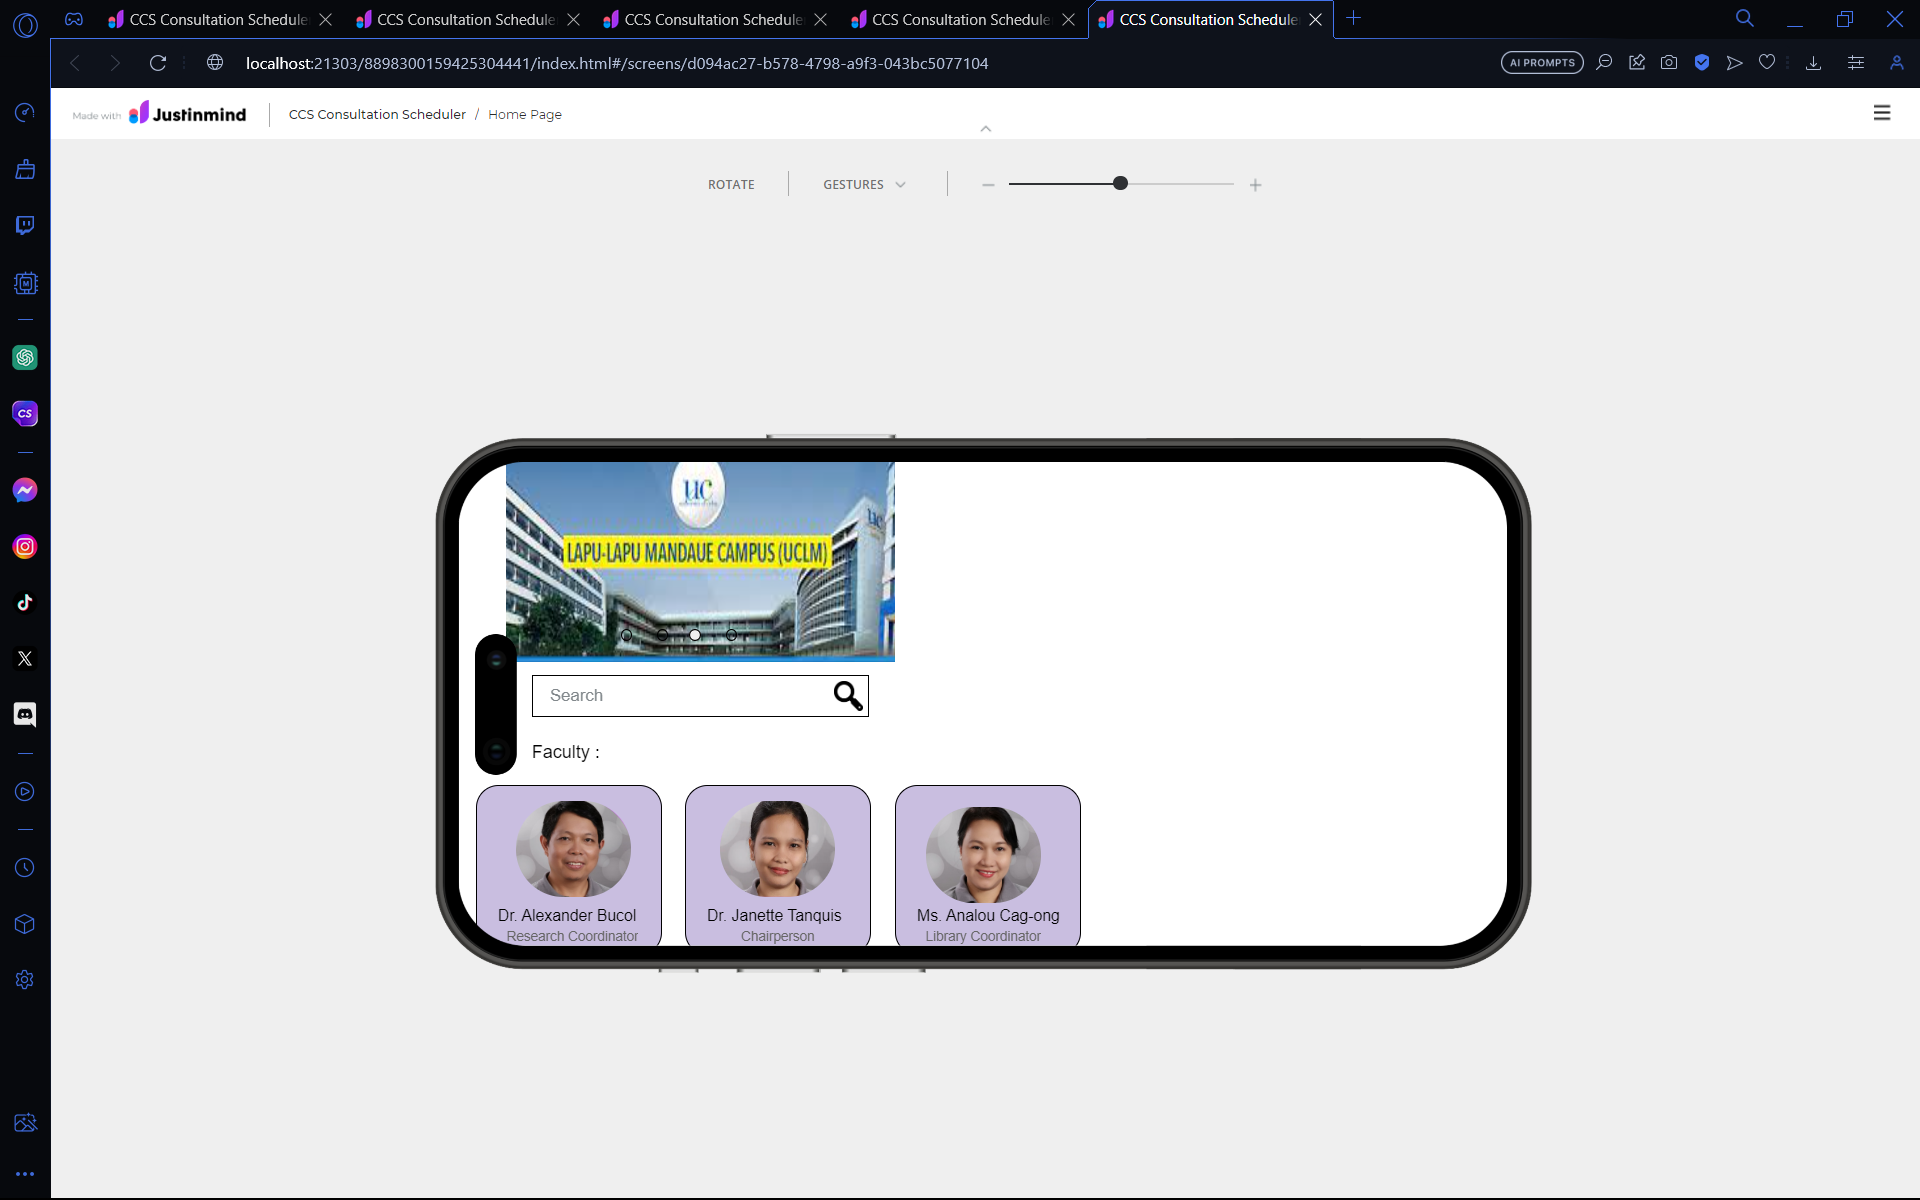 CCS Consultation Schedule
CCS Consultation Schedule
CCS Consultation Schedule
CCS Consultation Schedule
CCS Consultation Schedule
localhost:21303/8898300159425304441/index.html#/screens/d094ac27-b578-4798-a9f3-043bc5077104
AI PROMPTS
Made with Justinmind
CCS Consultation Scheduler / Home Page
ROTATE
GESTURES
M
CS
UC
UC
LAPU-LAPU MANDAUE CAMPUS (UCLM)
Search
Faculty :
Dr. Alexander Bucol
Research Coordinator
Dr. Janette Tanquis
Chairperson
Ms. Analou Cag-ong
Library Coordinator